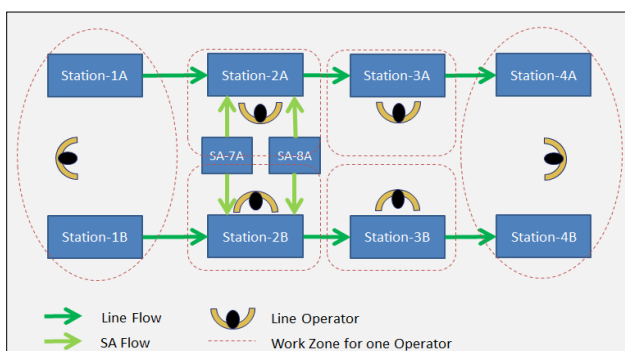 Station-1A
Station-2A
Station-3A
Station-4A
SA-7A
SA-8A
Station-1B
Station-2B
Station-3B
Station-4B
Line Flow
Line Operator
SA Flow
Work Zone for one Operator